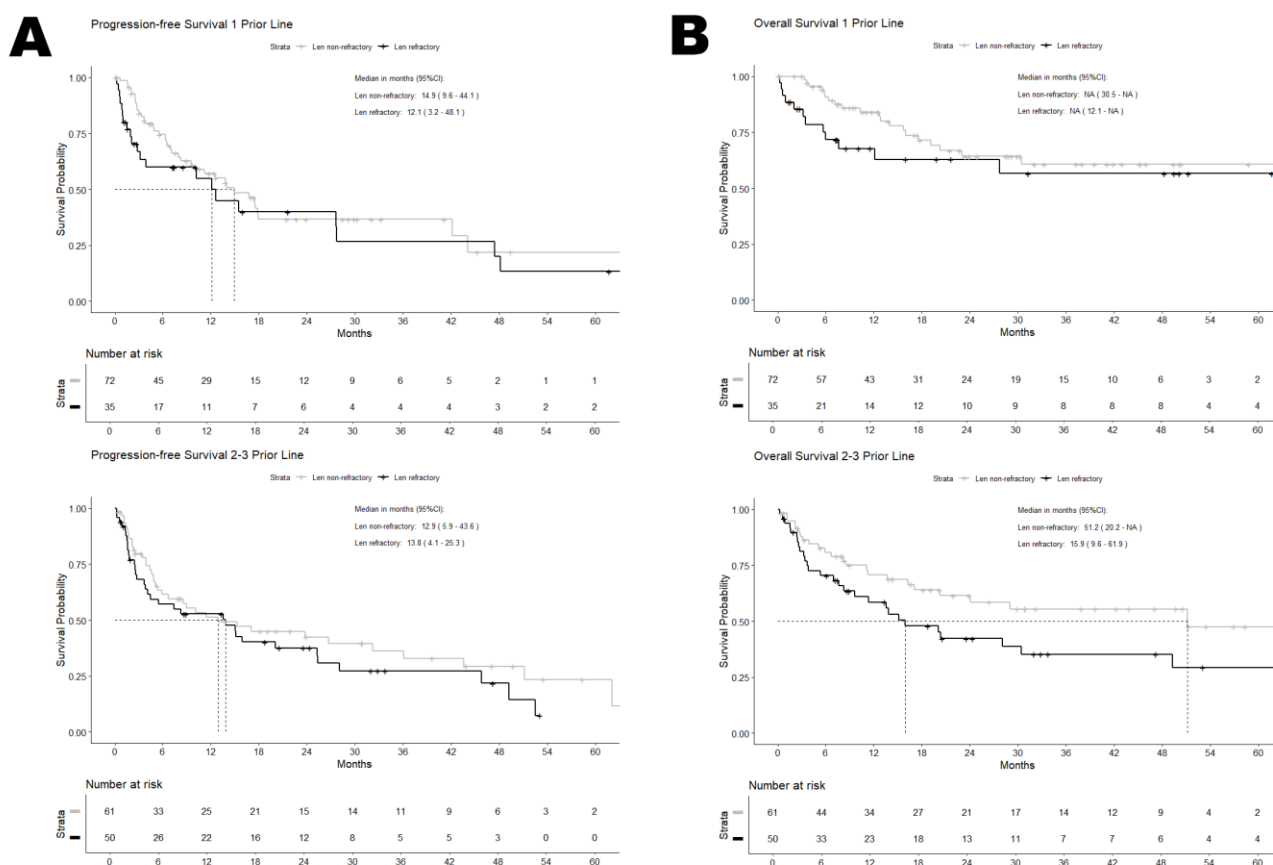 A
Progression-free Survival 1 Prior Line
Strata Len non-refractory Len refractory
Median in months (95%CI):
Len non-refractory: 14.9 ( 9.6 - 44.1 )
Len refractory: 12.1 ( 3.2 - 48.1 )
Survival Probability
1.00
0.75
0.50
0.25
0.00
0 6 12 18 24 30 36 42 48 54 60
Months
Number at risk
Strata
72 45 29 15 12 9 6 5 2 1 1
35 17 11 7 6 4 4 4 3 2 2
0 6 12 18 24 30 36 42 48 54 60
Progression-free Survival 2-3 Prior Line
Strata Len non-refractory Len refractory
Median in months (95%CI):
Len non-refractory: 12.9 ( 5.9 - 43.6 )
Len refractory: 13.8 ( 4.1 - 25.3 )
Survival Probability
1.00
0.75
0.50
0.25
0.00
0 6 12 18 24 30 36 42 48 54 60
Months
Number at risk
Strata
61 33 25 21 15 14 11 9 6 3 2
50 26 22 16 12 8 5 5 3 0 0
0 6 12 18 24 30 36 42 48 54 60
B
Overall Survival 1 Prior Line
Strata Len non-refractory Len refractory
Median in months (95%CI):
Len non-refractory: NA ( 30.5 - NA )
Len refractory: NA ( 12.1 - NA )
Survival Probability
1.00
0.75
0.50
0.25
0.00
0 6 12 18 24 30 36 42 48 54 60
Months
Number at risk
Strata
72 57 43 31 24 19 15 10 6 3 2
35 21 14 12 10 9 8 8 8 4 4
0 6 12 18 24 30 36 42 48 54 60
Overall Survival 2-3 Prior Line
Strata Len non-refractory Len refractory
Median in months (95%CI):
Len non-refractory: 51.2 ( 20.2 - NA )
Len refractory: 15.9 ( 9.6 - 61.9 )
Survival Probability
1.00
0.75
0.50
0.25
0.00
0 6 12 18 24 30 36 42 48 54 60
Months
Number at risk
Strata
61 44 34 27 21 17 14 12 9 4 2
50 33 23 18 13 11 7 7 6 4 4
0 6 12 18 24 30 36 42 48 54 60